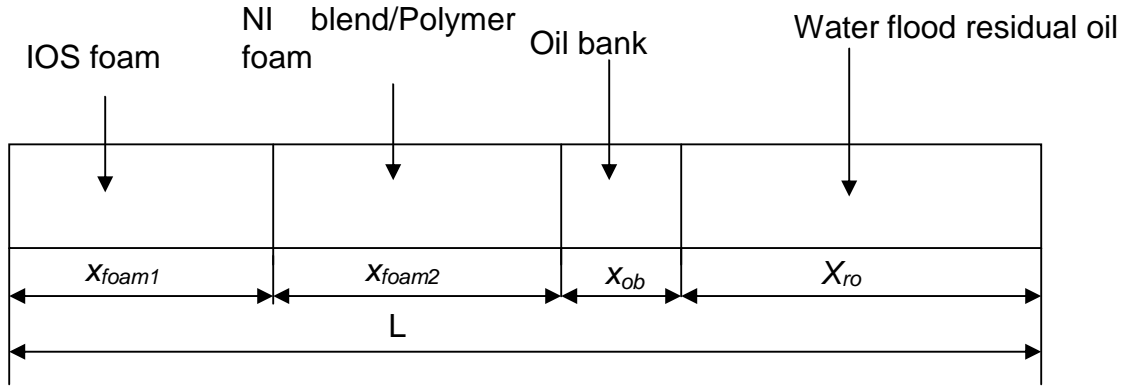 IOS foam
NI blend/Polymer
foam
Oil bank
Water flood residual oil
xfoam1
xfoam2
xob
Xro
L